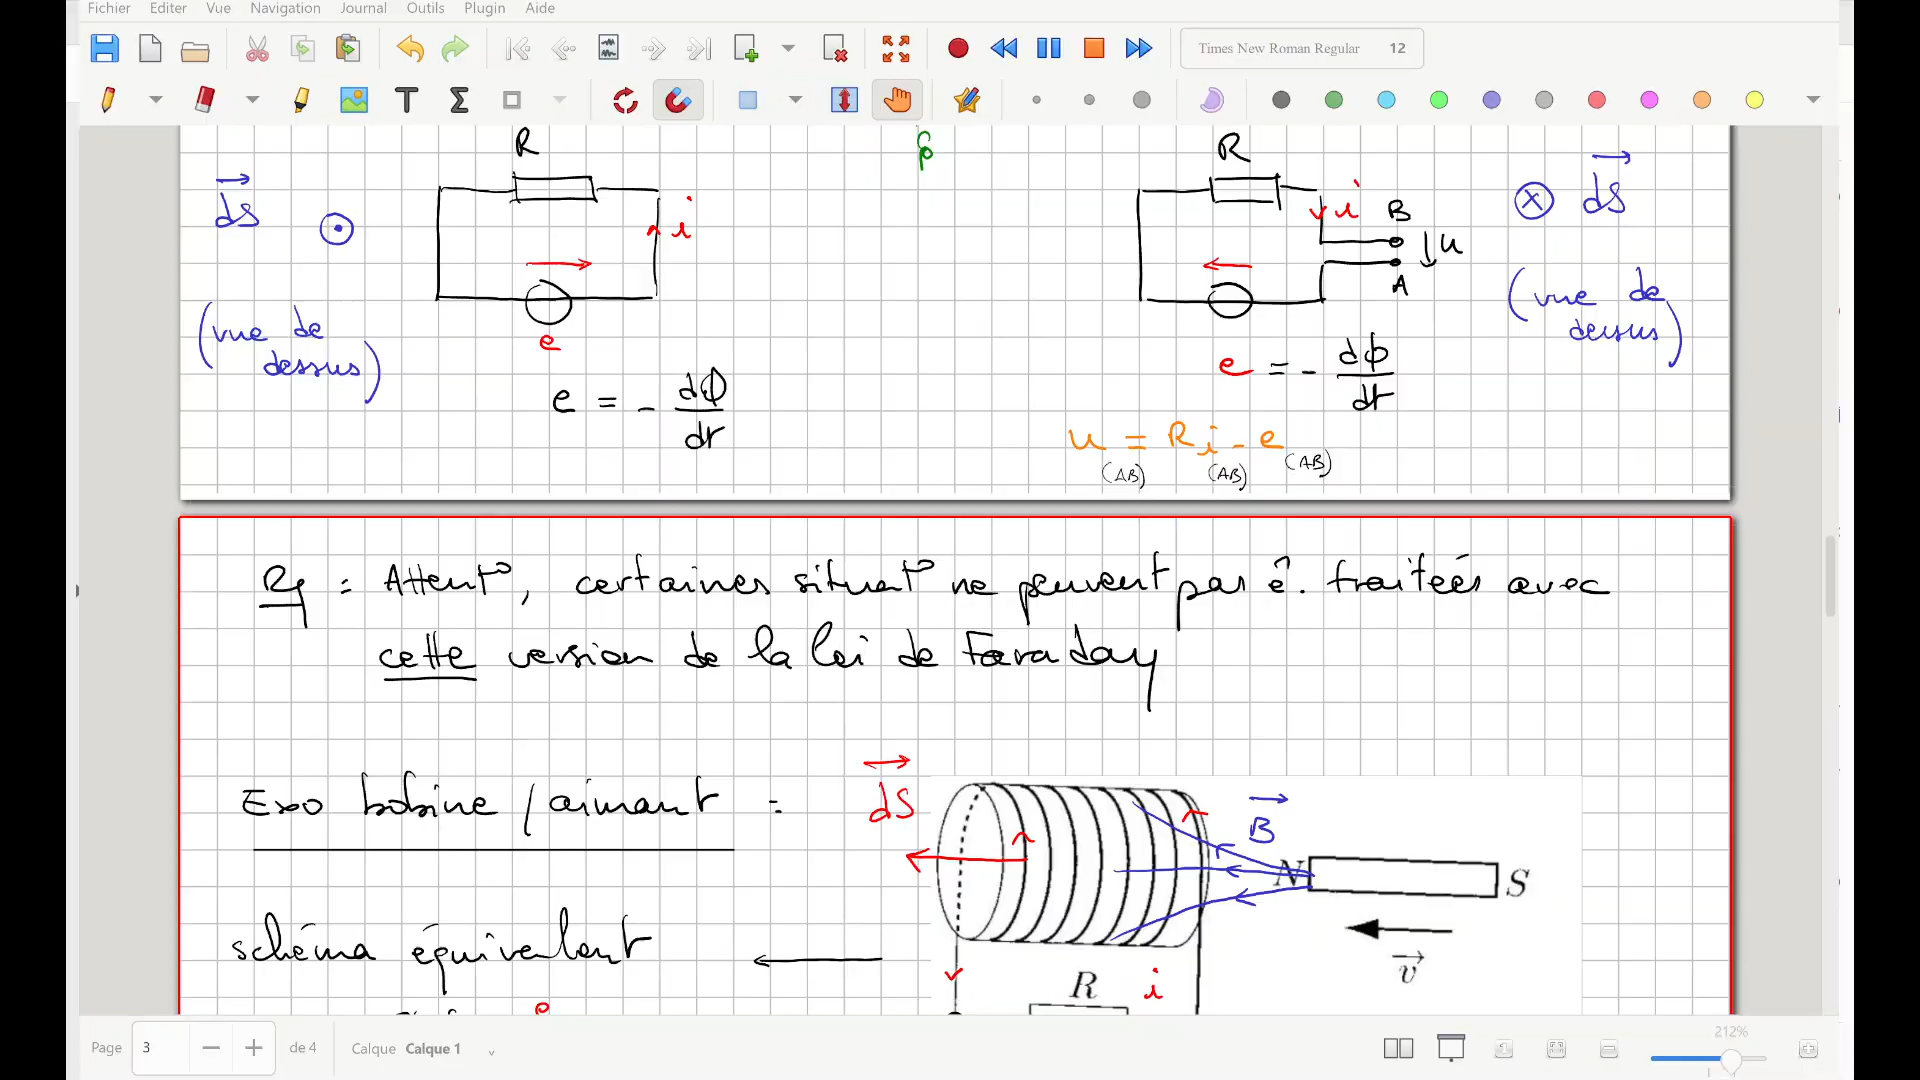 Fichier Editer Vue Navigation Journal Outils Plugin Aide
Times New Roman Regular 12
R
dS
i
(vue de
dessus)
e
e = - dΦ/dt
R
i
B
u
A
dS
(vue de
dessus)
e = - dΦ/dt
u = Ri - e
(AB) (AB) (AB)
Rq : Attent°, certaines situat° ne peuvent pas ê. traitées avec
cette version de la loi de Faraday
Exo bobine / aimant :
dS
B
N
S
v
schéma équivalent
R
i
e
Page 3 de 4 Calque Calque 1
212%